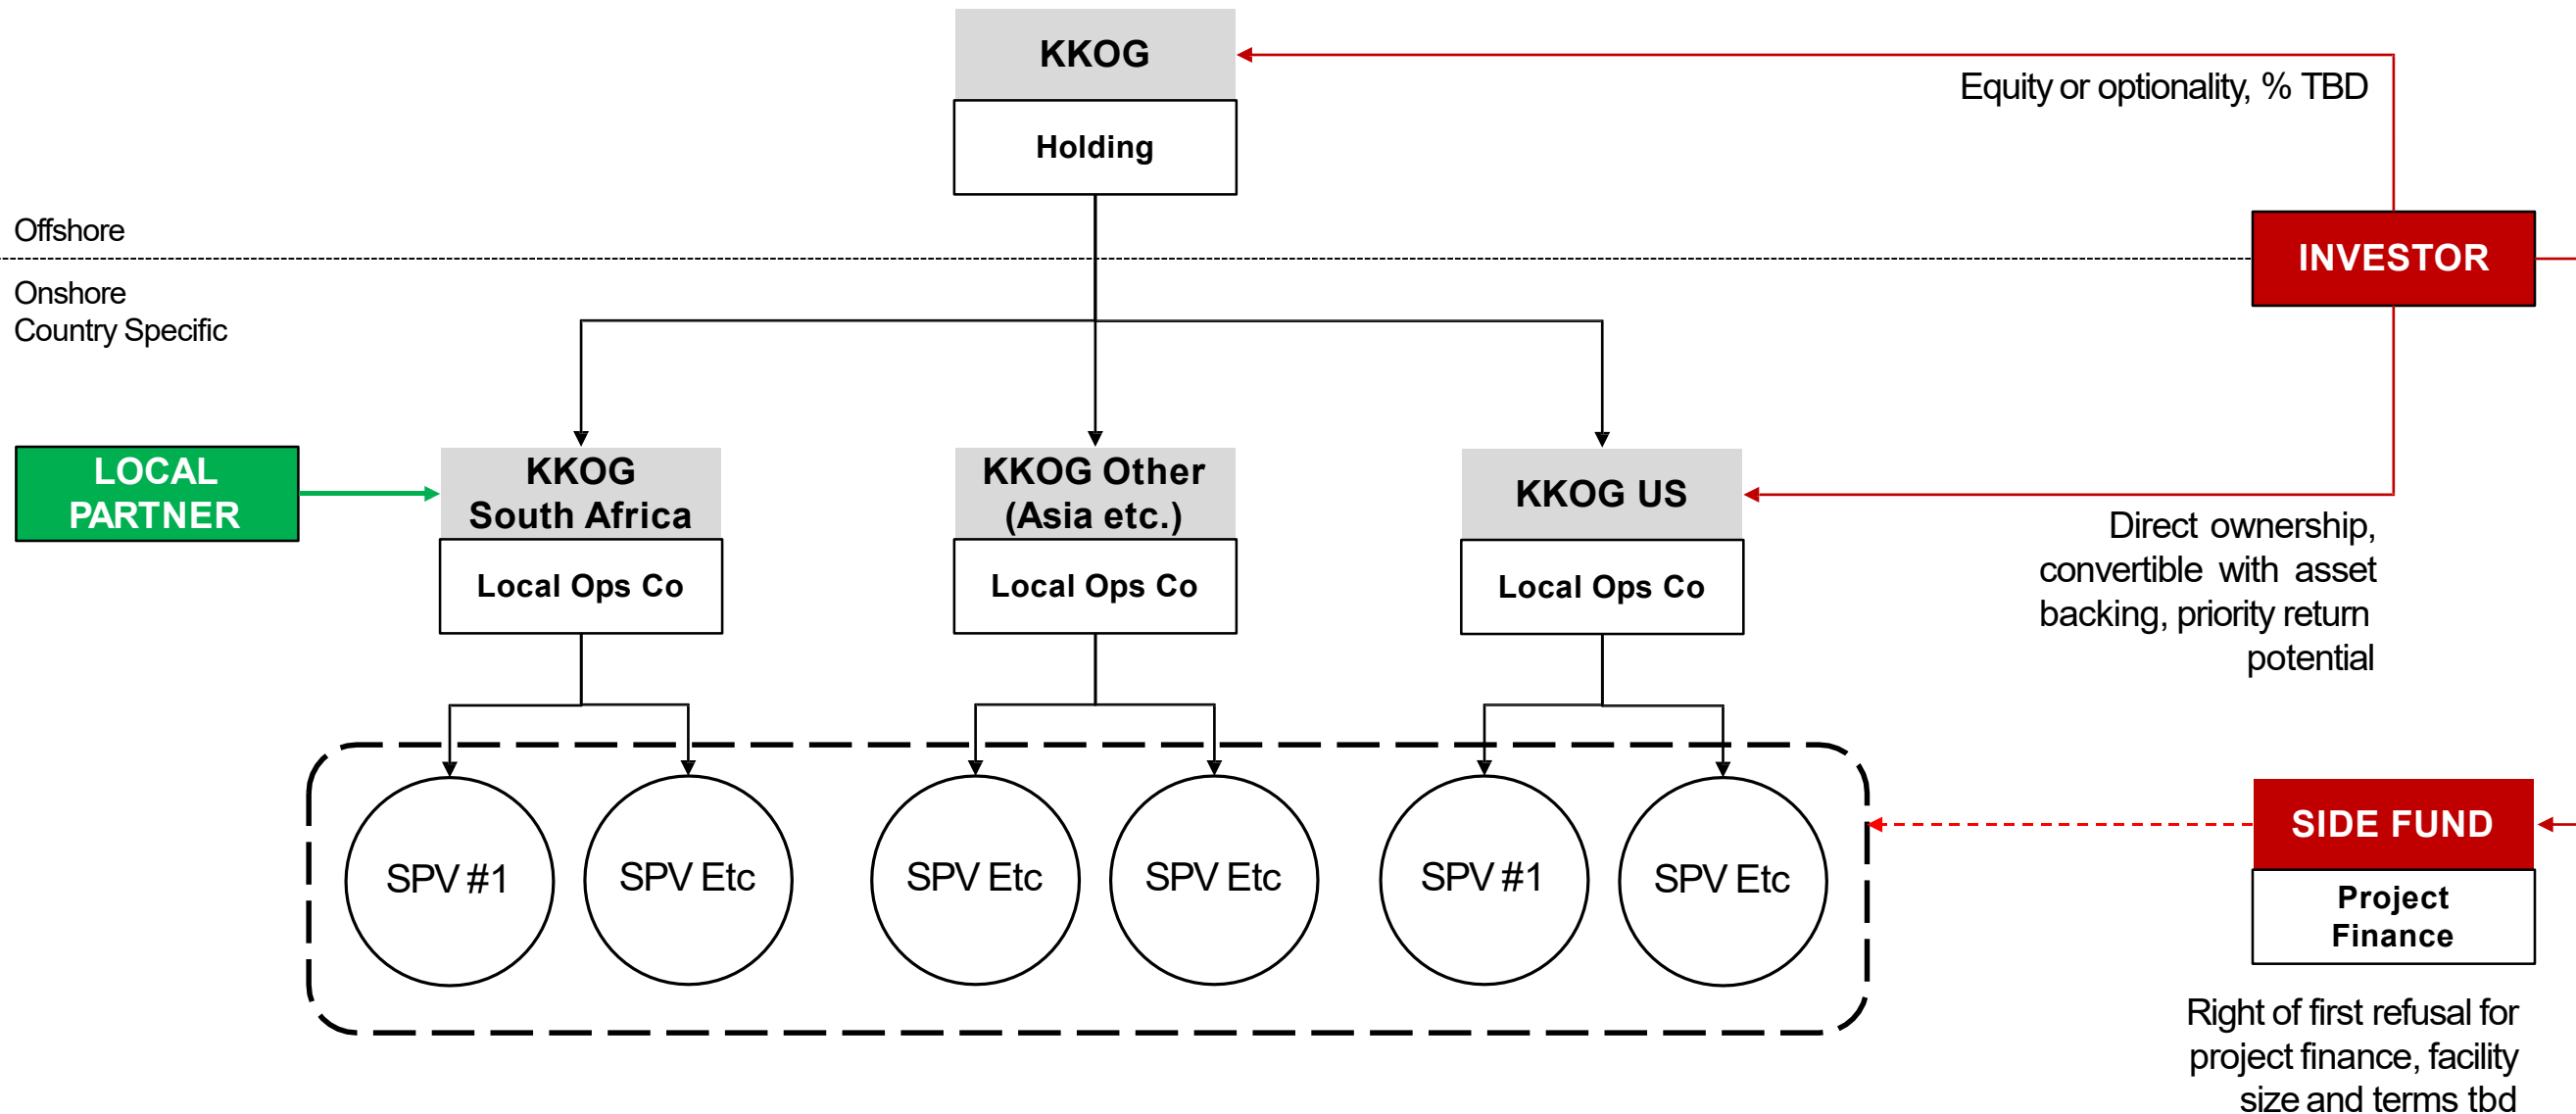 KKOG
Holding
Equity or optionality, % TBD
Offshore
INVESTOR
Onshore
Country Specific
LOCAL
PARTNER
KKOG
South Africa
Local Ops Co
KKOG Other
(Asia etc.)
Local Ops Co
KKOG US
Local Ops Co
Direct ownership,
convertible with asset
backing, priority return
potential
SPV #1
SPV Etc
SPV Etc
SPV Etc
SPV #1
SPV Etc
SIDE FUND
Project
Finance
Right of first refusal for
project finance, facility
size and terms tbd